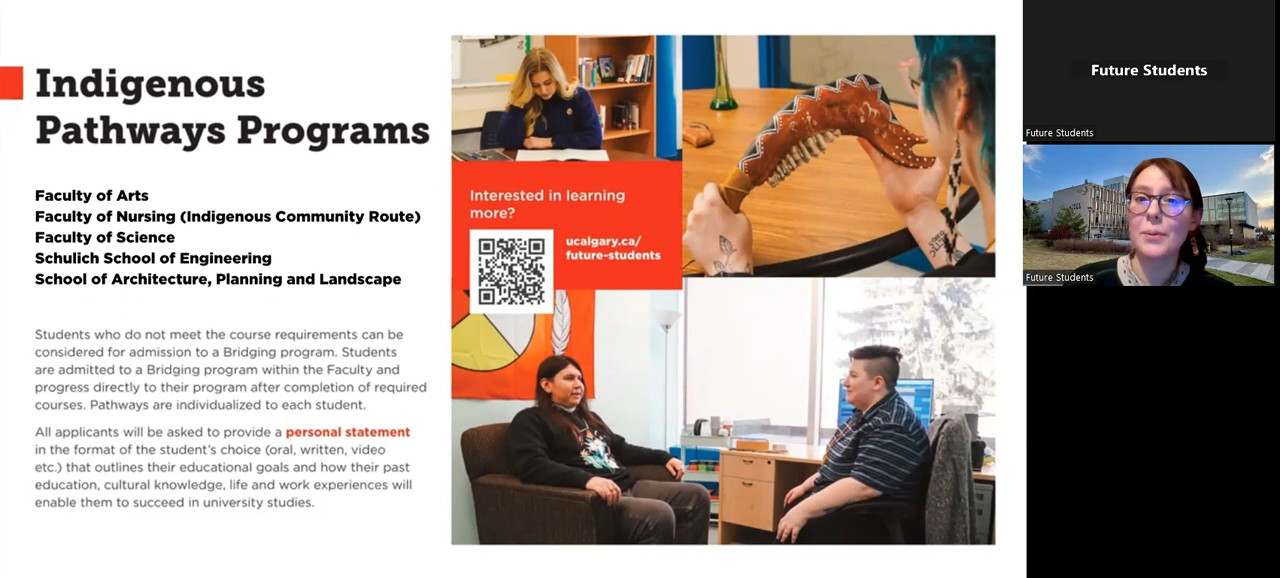 Indigenous
Pathways Programs
Faculty of Arts
Faculty of Nursing (Indigenous Community Route)
Faculty of Science
Schulich School of Engineering
School of Architecture, Planning and Landscape
Students who do not meet the course requirements can be
considered for admission to a Bridging program. Students
are admitted to a Bridging program within the Faculty and
progress directly to their program after completion of required
courses. Pathways are individualized to each student.
All applicants will be asked to provide a personal statement
in the format of the student's choice (oral, written, video
etc.) that outlines their educational goals and how their past
education, cultural knowledge, life and work experiences will
enable them to succeed in university studies.
Interested in learning
more?
ucalgary.ca/
future-students
Future Students
Future Students
Future Students